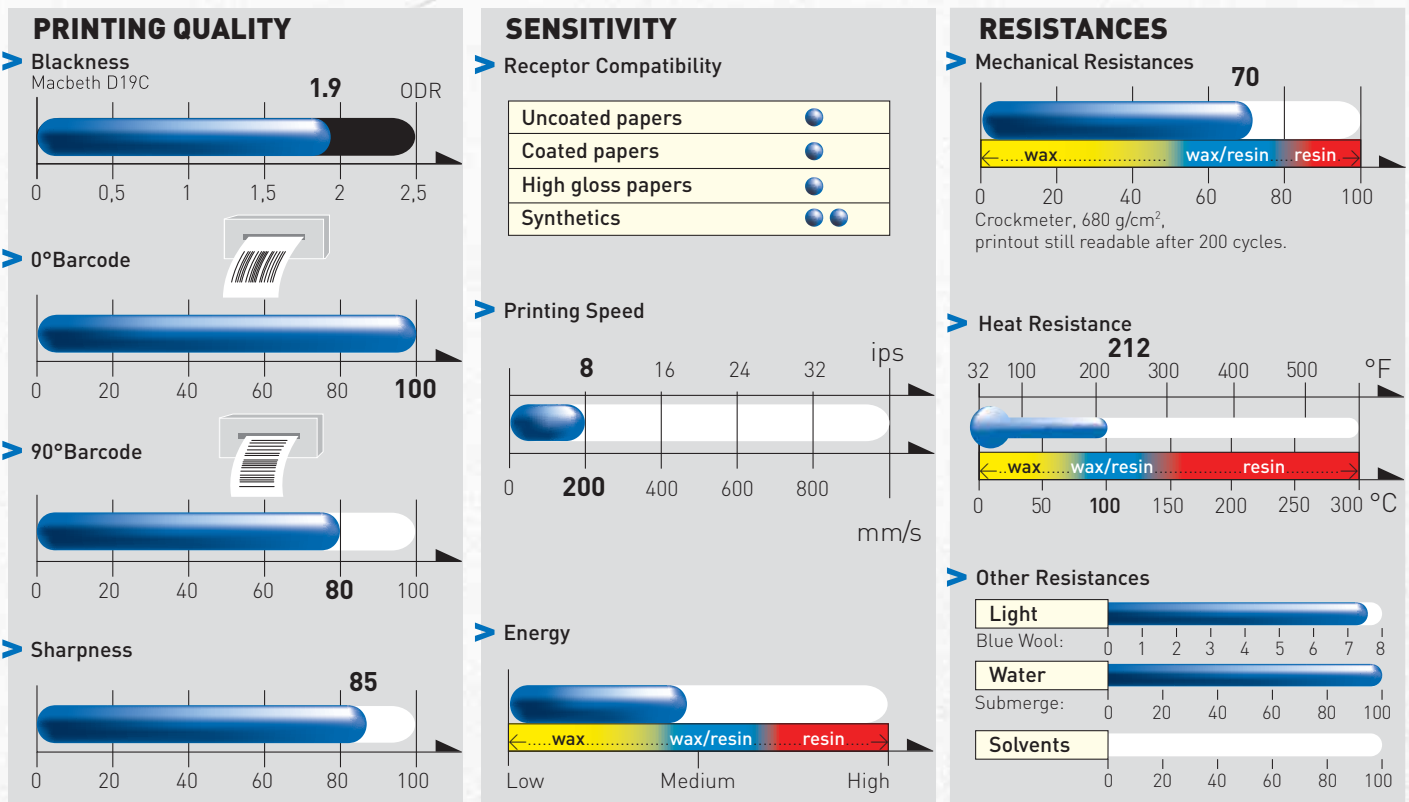 PRINTING QUALITY
> Blackness
Macbeth D19C
1.9 ODR
0 0,5 1 1,5 2 2,5
> 0°Barcode
0 20 40 60 80 100
> 90°Barcode
0 20 40 60 80 100
> Sharpness
85
0 20 40 60 80 100
SENSITIVITY
> Receptor Compatibility
Uncoated papers
Coated papers
High gloss papers
Synthetics
> Printing Speed
8 16 24 32 ips
0 200 400 600 800
mm/s
> Energy
wax wax/resin resin
Low Medium High
RESISTANCES
> Mechanical Resistances
70
wax wax/resin resin
0 20 40 60 80 100
Crockmeter, 680 g/cm²,
printout still readable after 200 cycles.
> Heat Resistance
212
32 100 200 300 400 500 °F
wax wax/resin resin
0 50 100 150 200 250 300 °C
> Other Resistances
Light
Blue Wool: 0 1 2 3 4 5 6 7 8
Water
Submerge: 0 20 40 60 80 100
Solvents
0 20 40 60 80 100